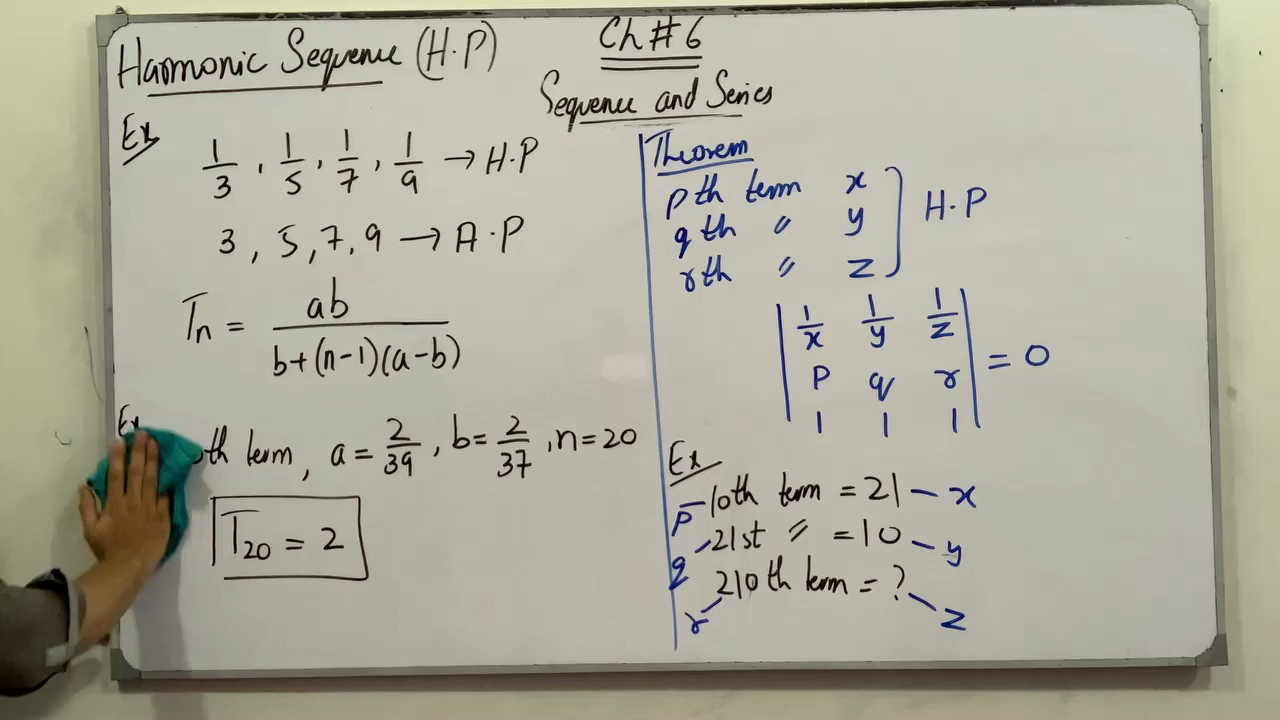 Harmonic Sequence (H.P)
Ch # 6
Sequence and Series
Ex
1/3, 1/5, 1/7, 1/9 → H.P
3, 5, 7, 9 → A.P
Tn = ab / (b+(n-1)(a-b))
Ex
th term, a = 2/39, b = 2/37, n = 20
T20 = 2
Theorem
pth term x
qth " y
rth " z
H.P
| 1/x 1/y 1/z |
| p q r | = 0
| 1 1 1 |
Ex
p – 10th term = 21 – x
q – 21st " = 10 – y
r – 210th term = ? – z